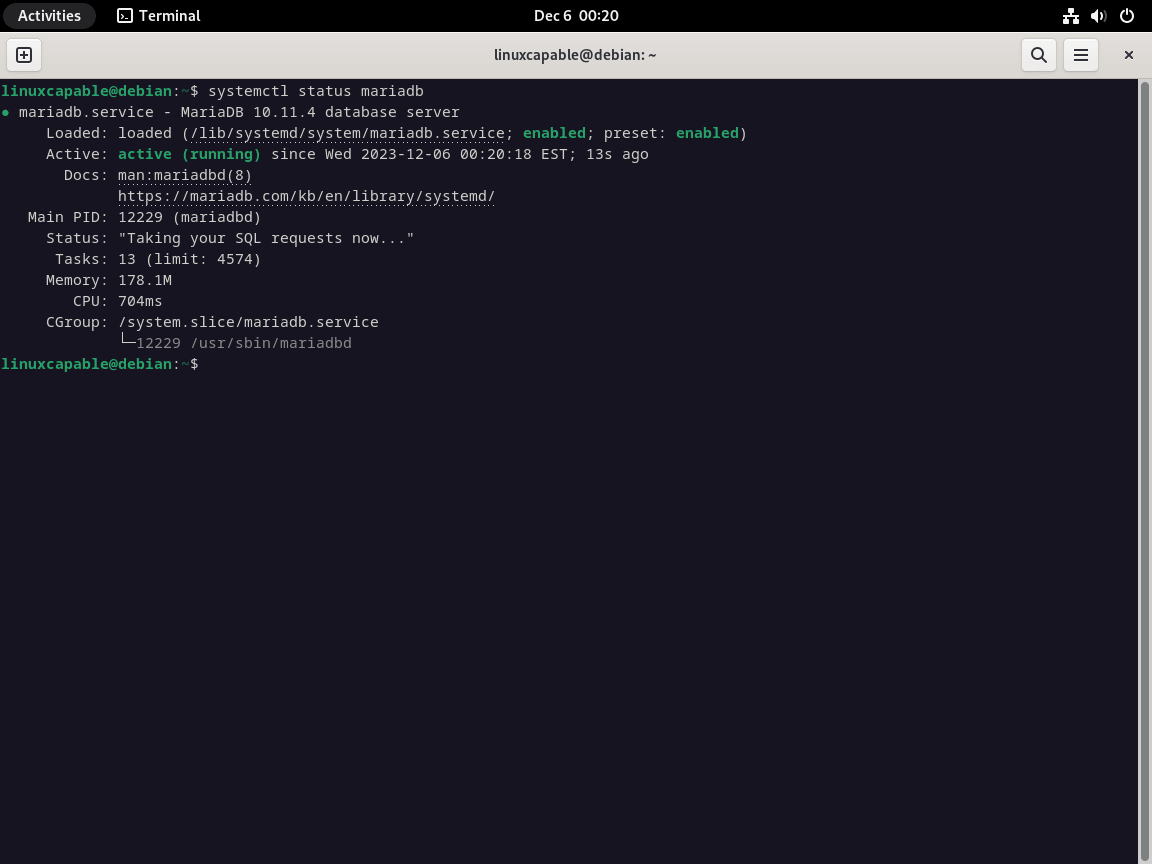 Activities Terminal Dec 6 00:20
linuxcapable@debian: ~
linuxcapable@debian:~$ systemctl status mariadb
● mariadb.service - MariaDB 10.11.4 database server
Loaded: loaded (/lib/systemd/system/mariadb.service; enabled; preset: enabled)
Active: active (running) since Wed 2023-12-06 00:20:18 EST; 13s ago
Docs: man:mariadbd(8)
https://mariadb.com/kb/en/library/systemd/
Main PID: 12229 (mariadbd)
Status: "Taking your SQL requests now..."
Tasks: 13 (limit: 4574)
Memory: 178.1M
CPU: 704ms
CGroup: /system.slice/mariadb.service
└─12229 /usr/sbin/mariadbd
linuxcapable@debian:~$